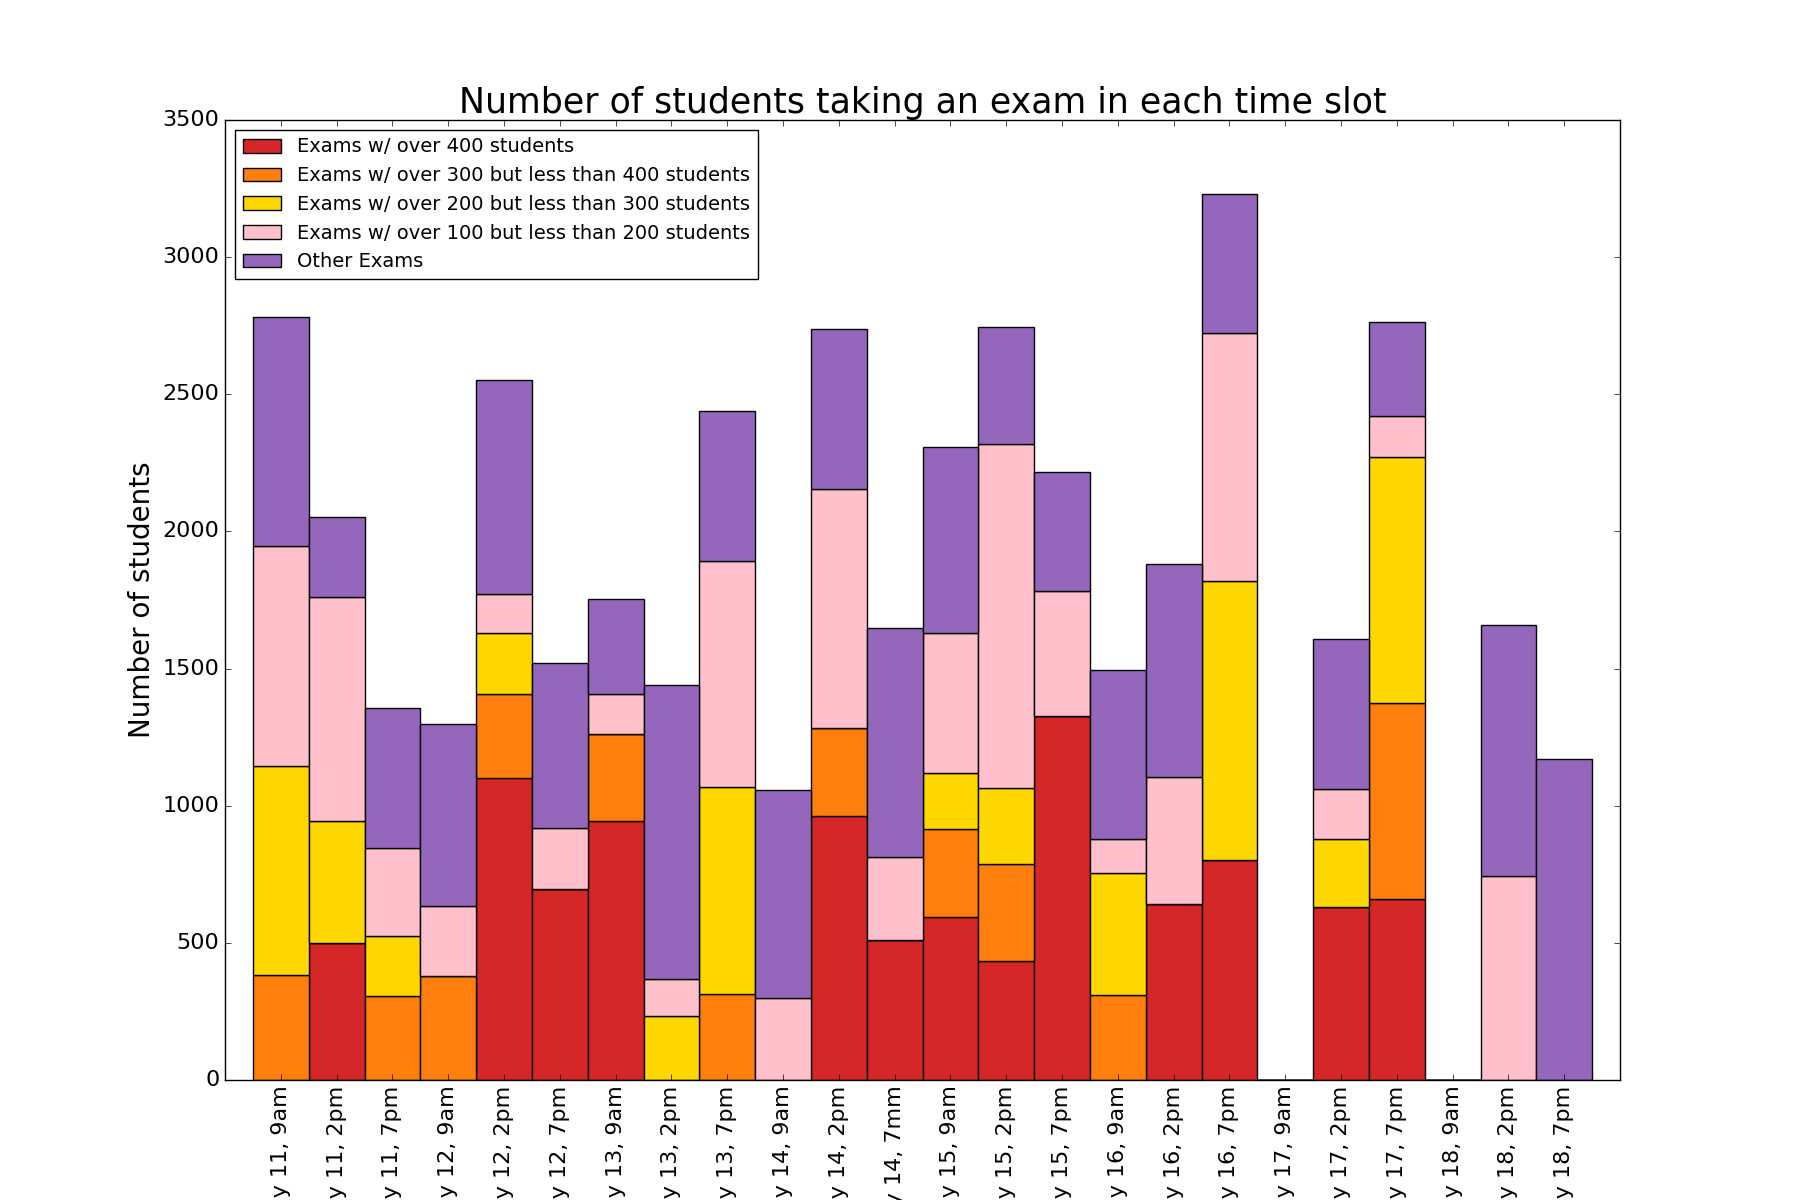 Number of students taking an exam in each time slot
Exams w/ over 400 students
Exams w/ over 300 but less than 400 students
Exams w/ over 200 but less than 300 students
Exams w/ over 100 but less than 200 students
Other Exams
3500
3000
2500
2000
1500
1000
500
0
Number of students
y 11, 9am
y 11, 2pm
y 11, 7pm
y 12, 9am
y 12, 2pm
y 12, 7pm
y 13, 9am
y 13, 2pm
y 13, 7pm
y 14, 9am
y 14, 2pm
y 14, 7mm
y 15, 9am
y 15, 2pm
y 15, 7pm
y 16, 9am
y 16, 2pm
y 16, 7pm
y 17, 9am
y 17, 2pm
y 17, 7pm
y 18, 9am
y 18, 2pm
y 18, 7pm